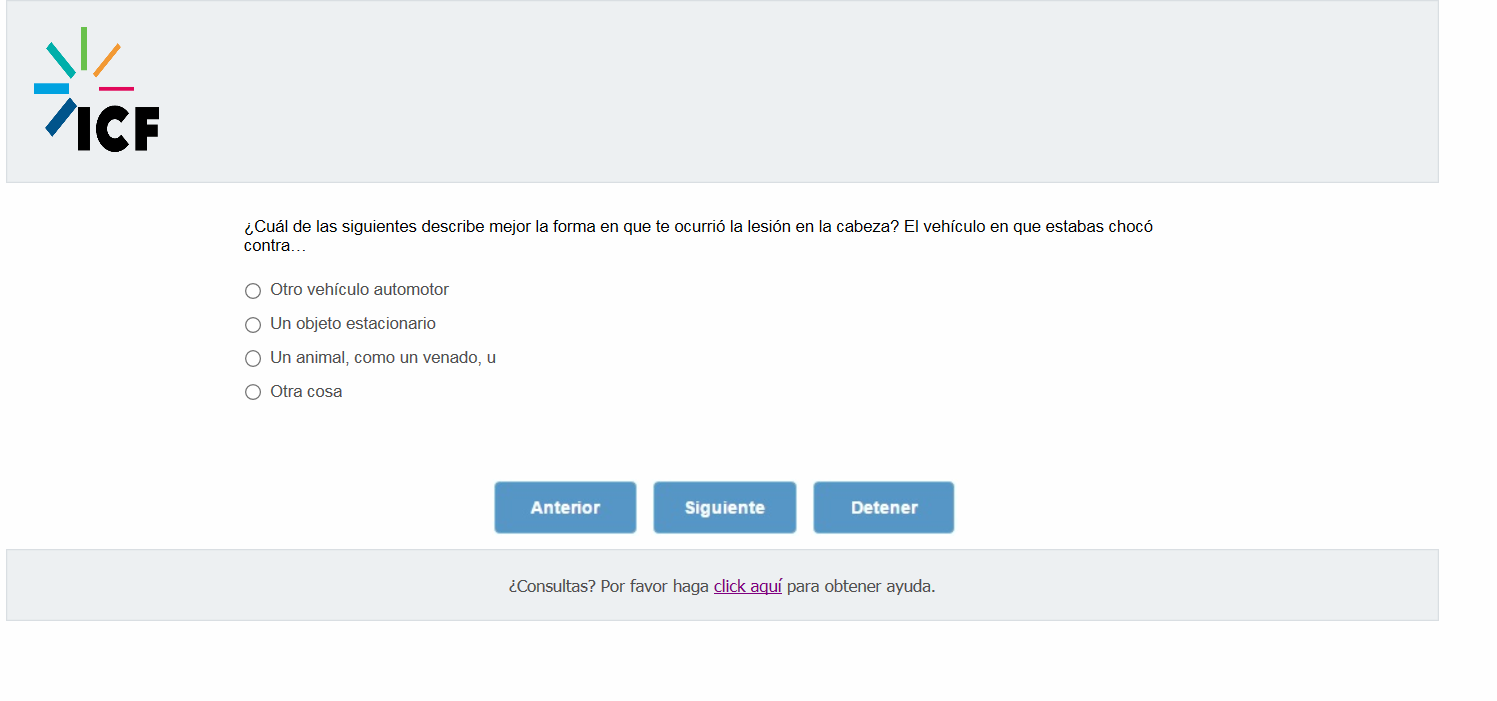 ICF
¿Cuál de las siguientes describe mejor la forma en que te ocurrió la lesión en la cabeza? El vehículo en que estabas chocó
contra…
Otro vehículo automotor
Un objeto estacionario
Un animal, como un venado, u
Otra cosa
Anterior Siguiente Detener
¿Consultas? Por favor haga click aquí para obtener ayuda.